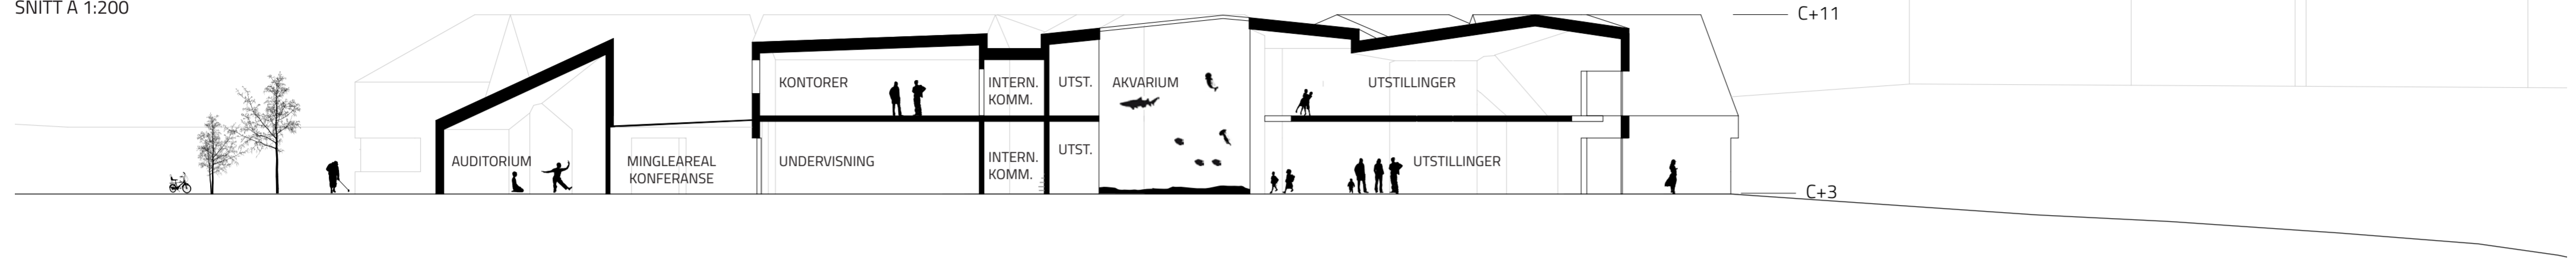 SNITT A 1:200
C+11
KONTORER
INTERN.
KOMM.
UTST.
AKVARIUM
UTSTILLINGER
AUDITORIUM
MINGLEAREAL
KONFERANSE
UNDERVISNING
INTERN.
KOMM.
UTST.
UTSTILLINGER
C+3